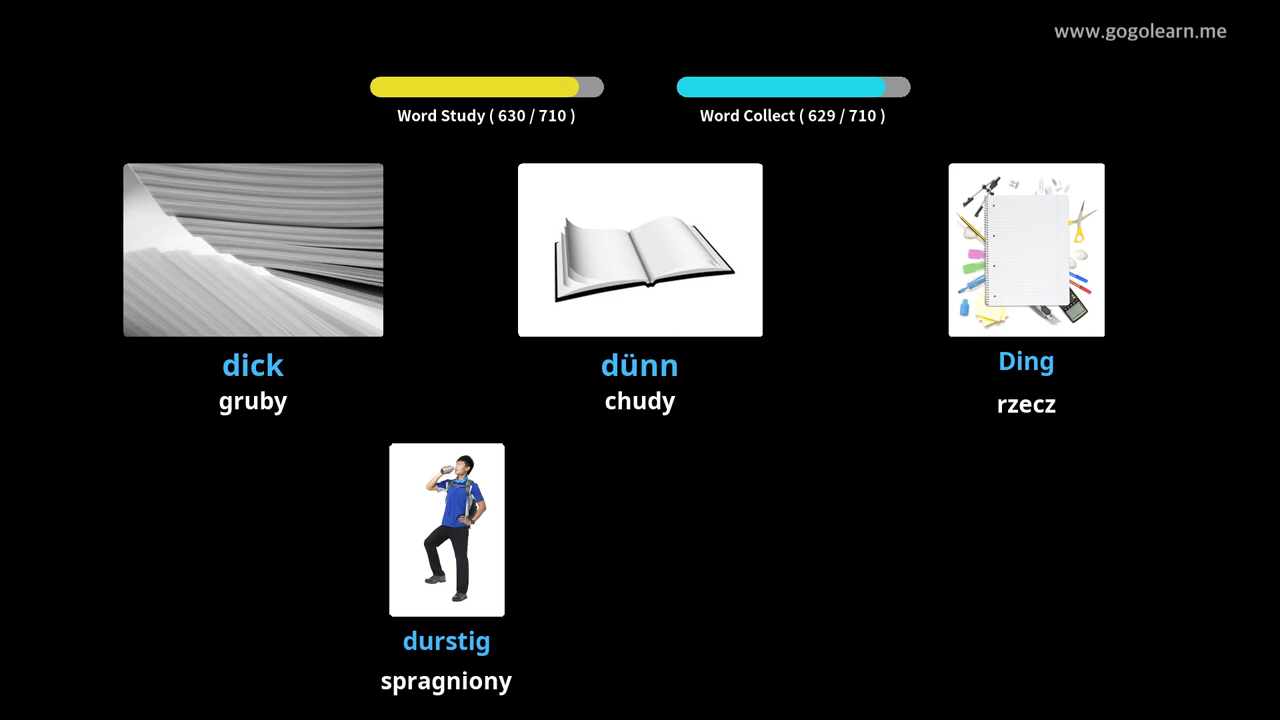 www.gogolearn.me
Word Study ( 630 / 710 )
Word Collect ( 629 / 710 )
dick
gruby
dünn
chudy
Ding
rzecz
durstig
spragniony